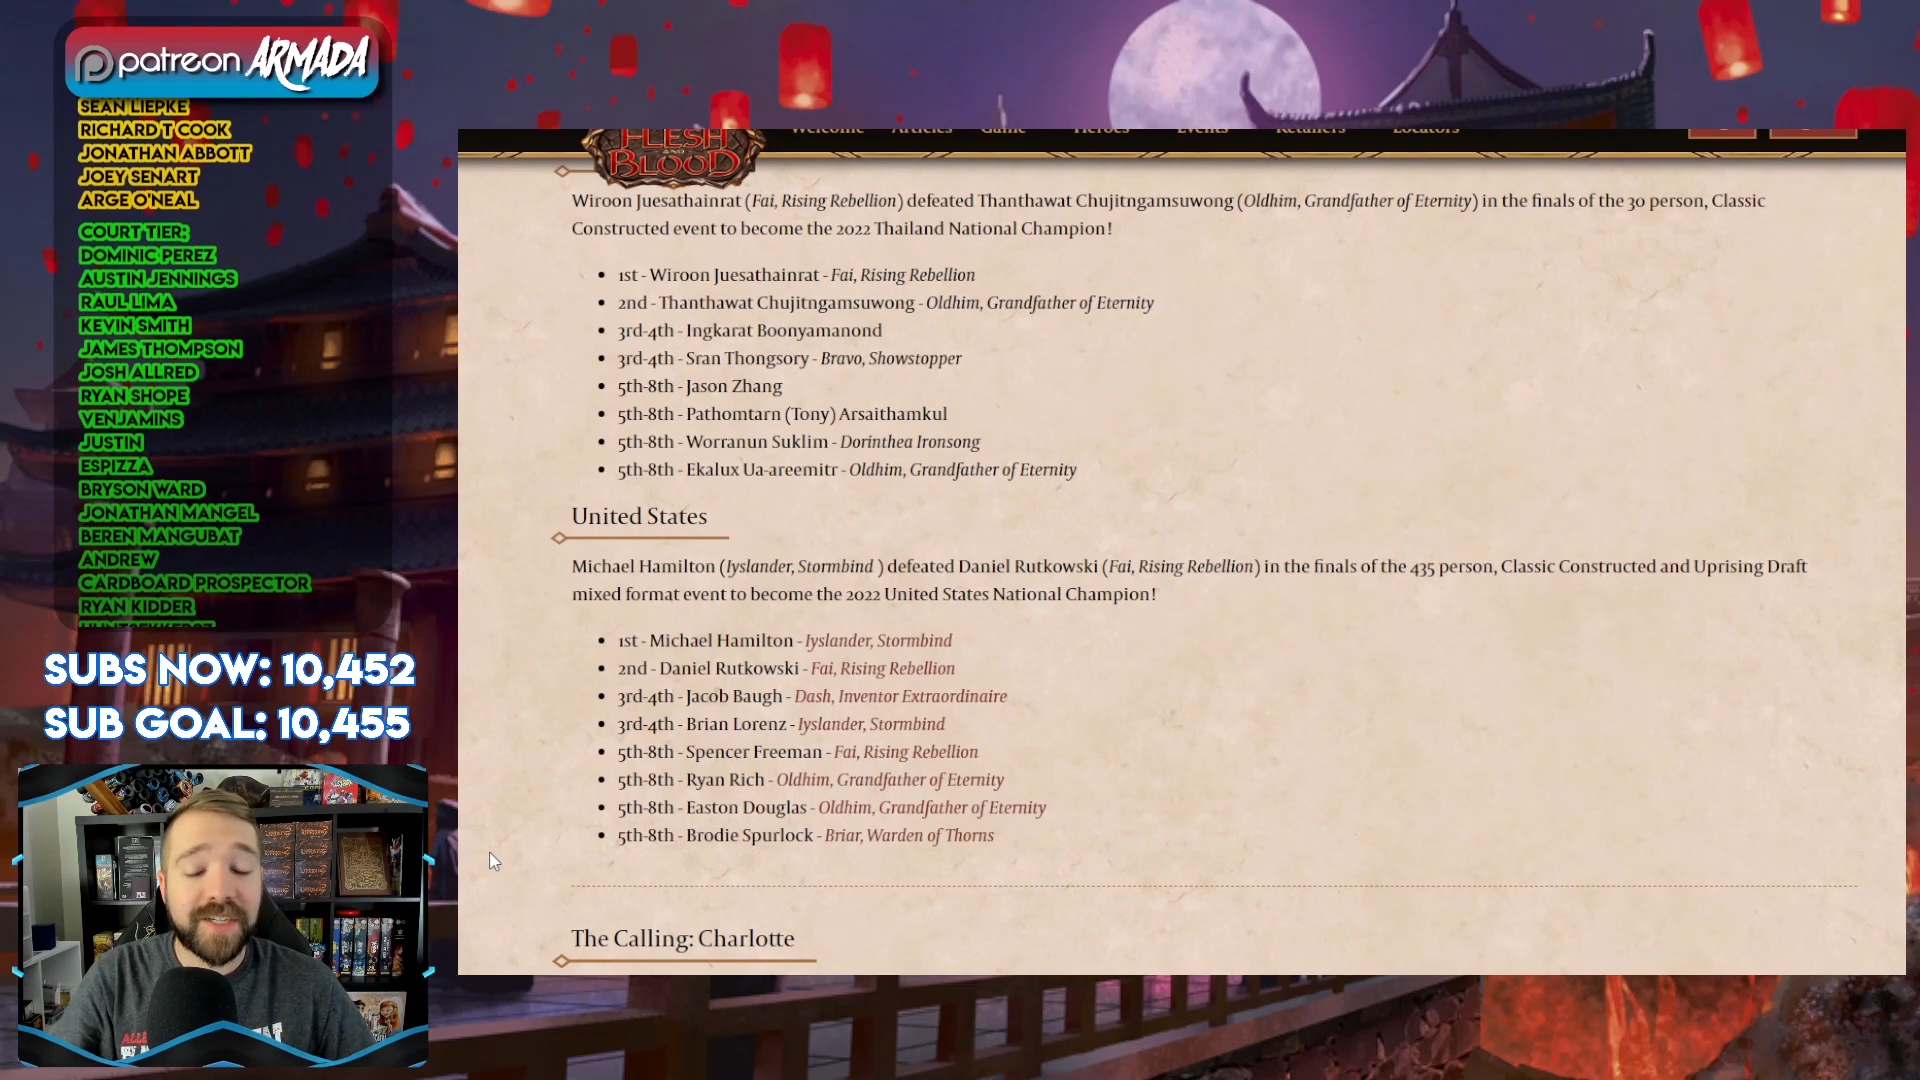 patreon ARMADA
SEAN LIEPKE
RICHARD T COOK
JONATHAN ABBOTT
JOEY SENART
ARGE O'NEAL
COURT TIER:
DOMINIC PEREZ
AUSTIN JENNINGS
RAUL LIMA
KEVIN SMITH
JAMES THOMPSON
JOSH ALLRED
RYAN SHOPE
VENJAMINS
JUSTIN
ESPIZZA
BRYSON WARD
JONATHAN MANGEL
BEREN MANGUBAT
ANDREW
CARDBOARD PROSPECTOR
RYAN KIDDER
SUBS NOW: 10,452
SUB GOAL: 10,455
Welcome Articles Game Heroes Events Retailers Locators
FLESH
AND
BLOOD
Wiroon Juesathainrat (Fai, Rising Rebellion) defeated Thanthawat Chujitngamsuwong (Oldhim, Grandfather of Eternity) in the finals of the 30 person, Classic
Constructed event to become the 2022 Thailand National Champion!
1st - Wiroon Juesathainrat - Fai, Rising Rebellion
2nd - Thanthawat Chujitngamsuwong - Oldhim, Grandfather of Eternity
3rd-4th - Ingkarat Boonyamanond
3rd-4th - Sran Thongsory - Bravo, Showstopper
5th-8th - Jason Zhang
5th-8th - Pathomtarn (Tony) Arsaithamkul
5th-8th - Worranun Suklim - Dorinthea Ironsong
5th-8th - Ekalux Ua-areemitr - Oldhim, Grandfather of Eternity
United States
Michael Hamilton (Iyslander, Stormbind ) defeated Daniel Rutkowski (Fai, Rising Rebellion) in the finals of the 435 person, Classic Constructed and Uprising Draft
mixed format event to become the 2022 United States National Champion!
1st - Michael Hamilton - Iyslander, Stormbind
2nd - Daniel Rutkowski - Fai, Rising Rebellion
3rd-4th - Jacob Baugh - Dash, Inventor Extraordinaire
3rd-4th - Brian Lorenz - Iyslander, Stormbind
5th-8th - Spencer Freeman - Fai, Rising Rebellion
5th-8th - Ryan Rich - Oldhim, Grandfather of Eternity
5th-8th - Easton Douglas - Oldhim, Grandfather of Eternity
5th-8th - Brodie Spurlock - Briar, Warden of Thorns
The Calling: Charlotte